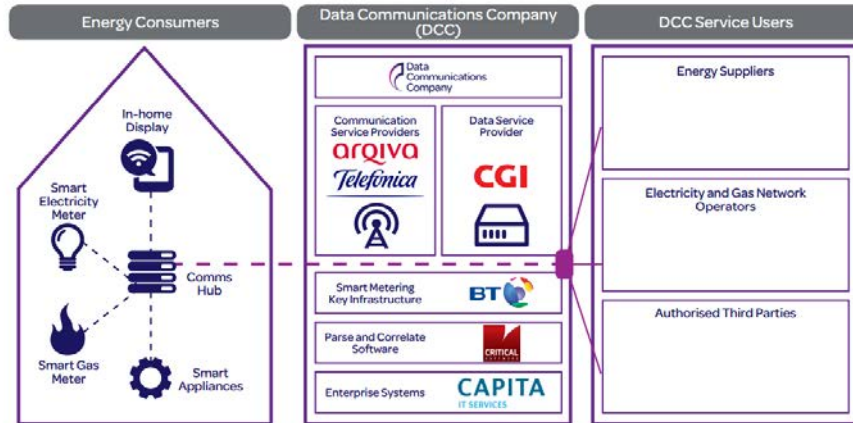 Energy Consumers
Data Communications Company
(DCC)
DCC Service Users
In-home
Display
Smart
Electricity
Meter
Comms
Hub
Smart Gas
Meter
Smart
Appliances
Data
Communications
Company
Communication
Service Providers
arqiva
Telefónica
Data Service
Provider
CGI
Smart Metering
Key Infrastructure
BT
Parse and Correlate
Software
CRITICAL
SOFTWARE
Enterprise Systems
CAPITA
IT SERVICES
Energy Suppliers
Electricity and Gas Network
Operators
Authorised Third Parties